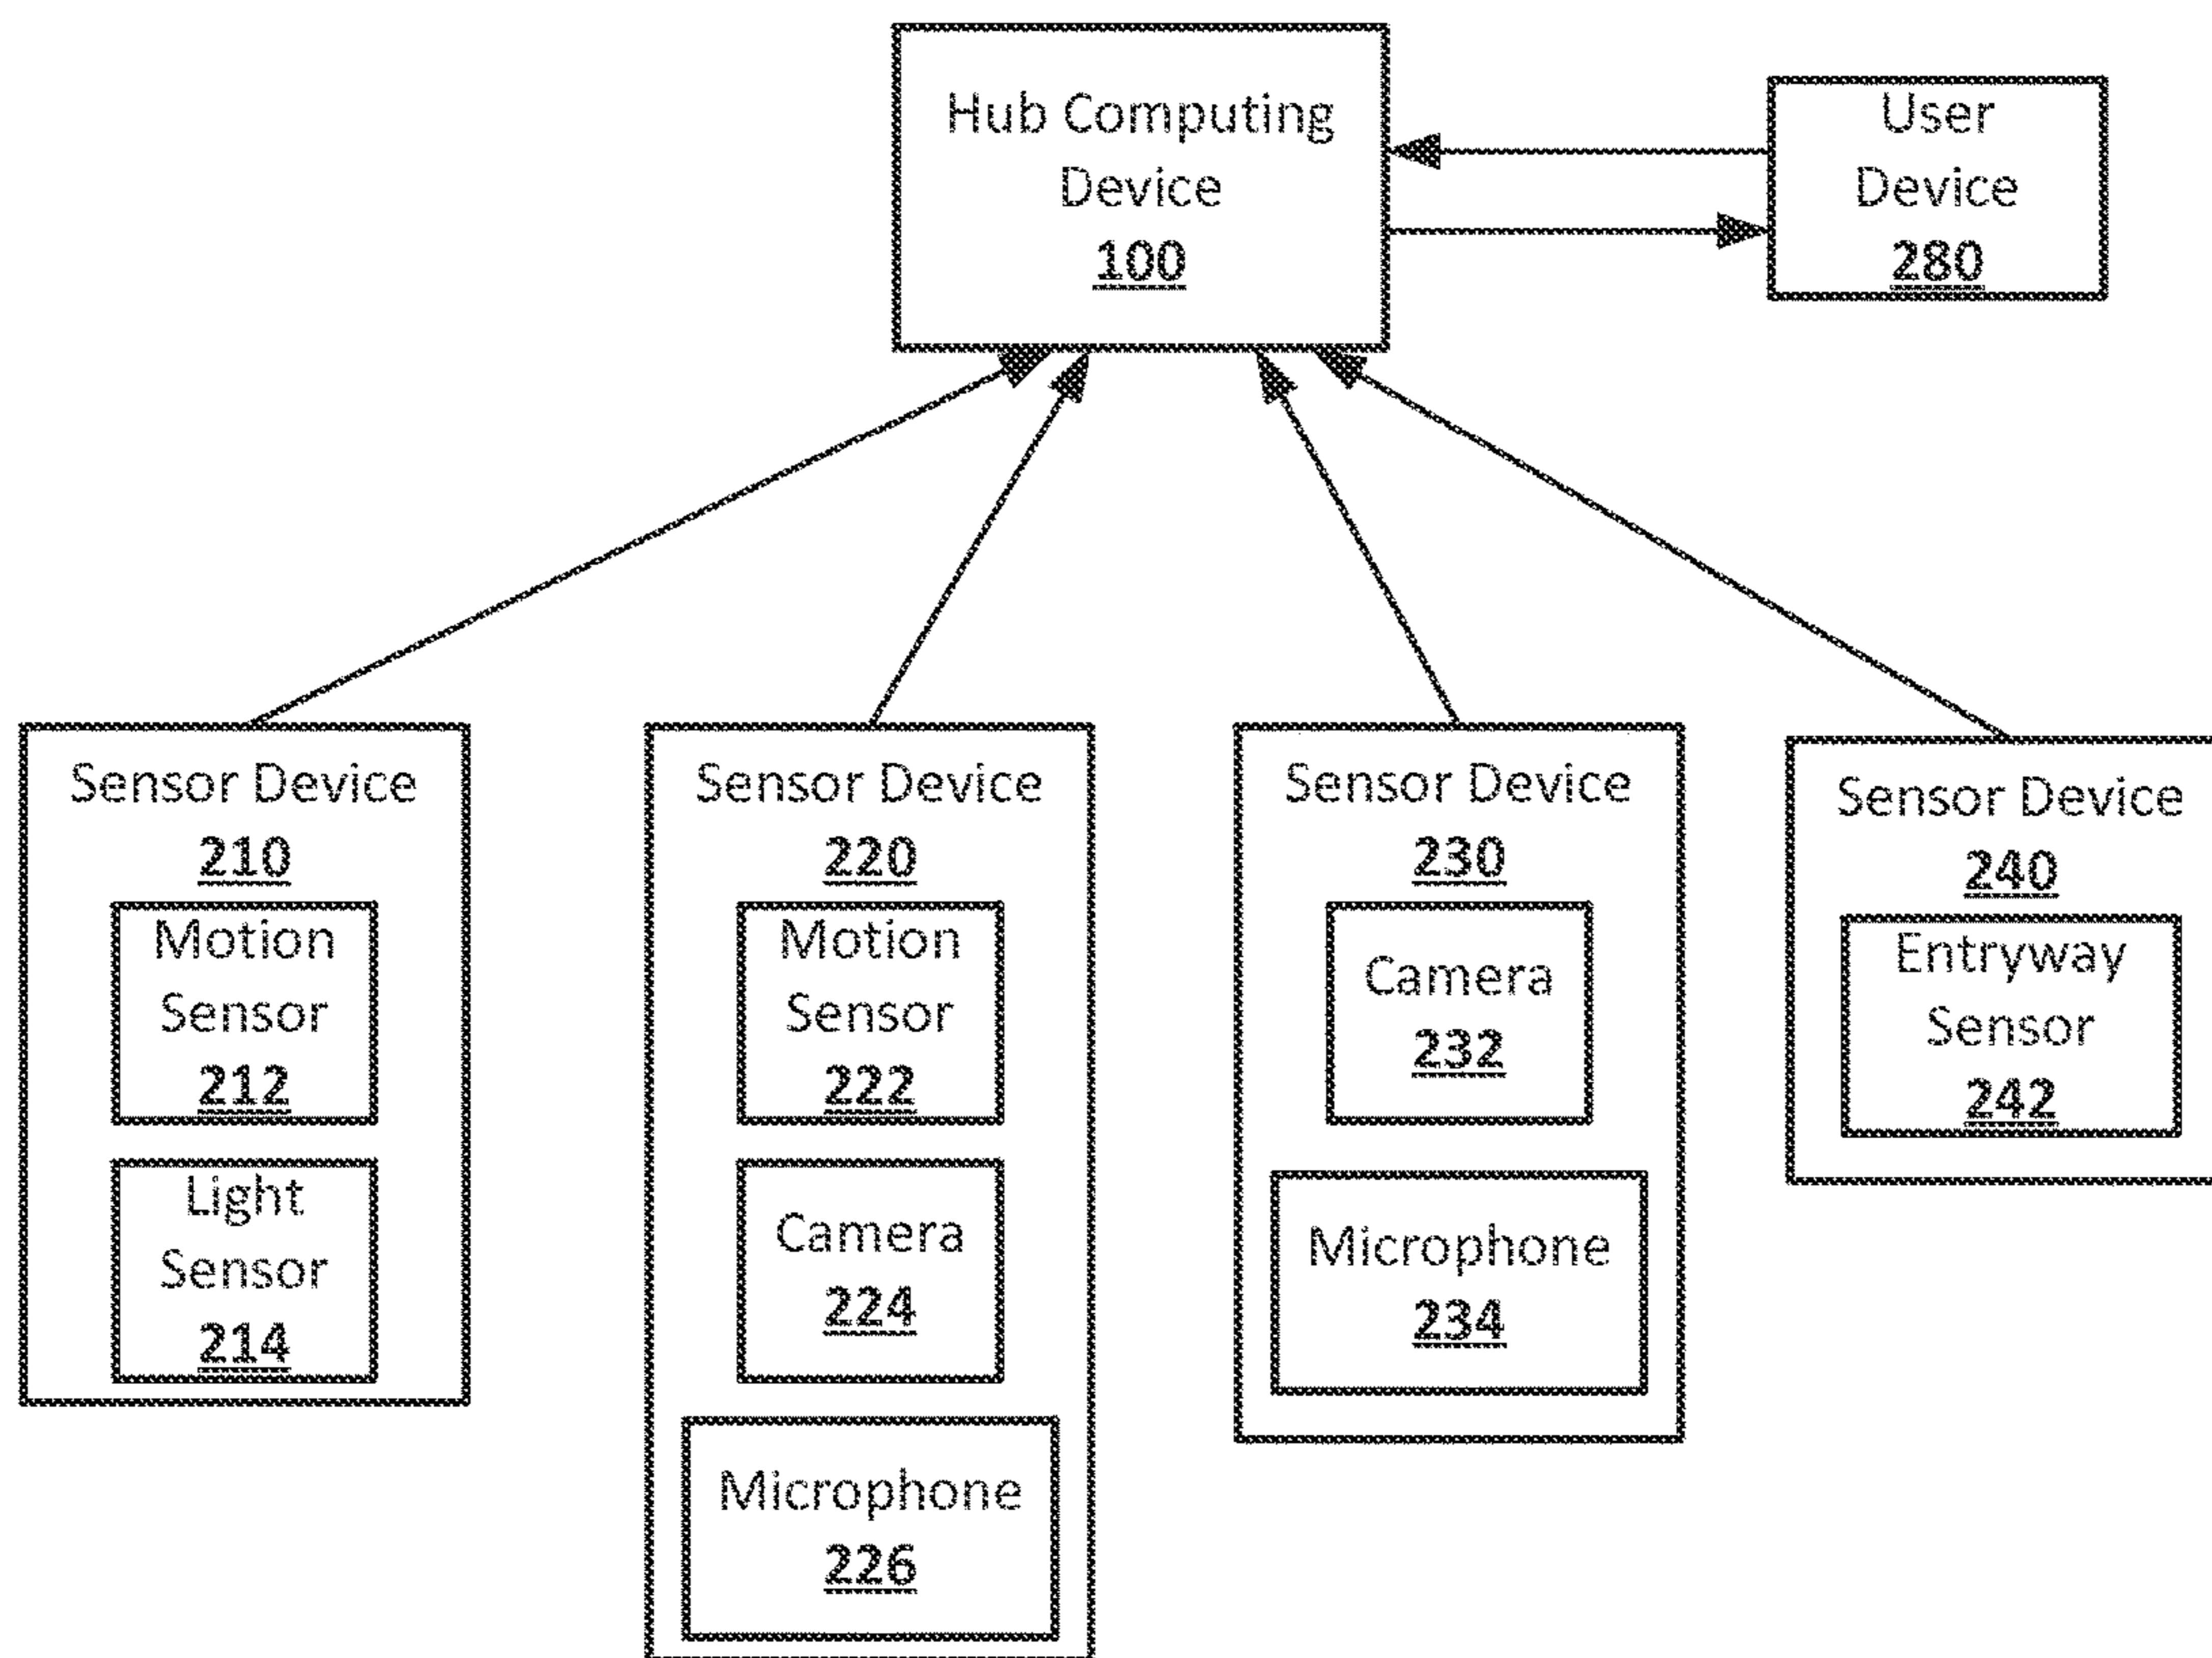 Hub Computing
Device
100
User
Device
280
Sensor Device
210
Motion
Sensor
212
Light
Sensor
214
Sensor Device
220
Motion
Sensor
222
Camera
224
Microphone
226
Sensor Device
230
Camera
232
Microphone
234
Sensor Device
240
Entryway
Sensor
242